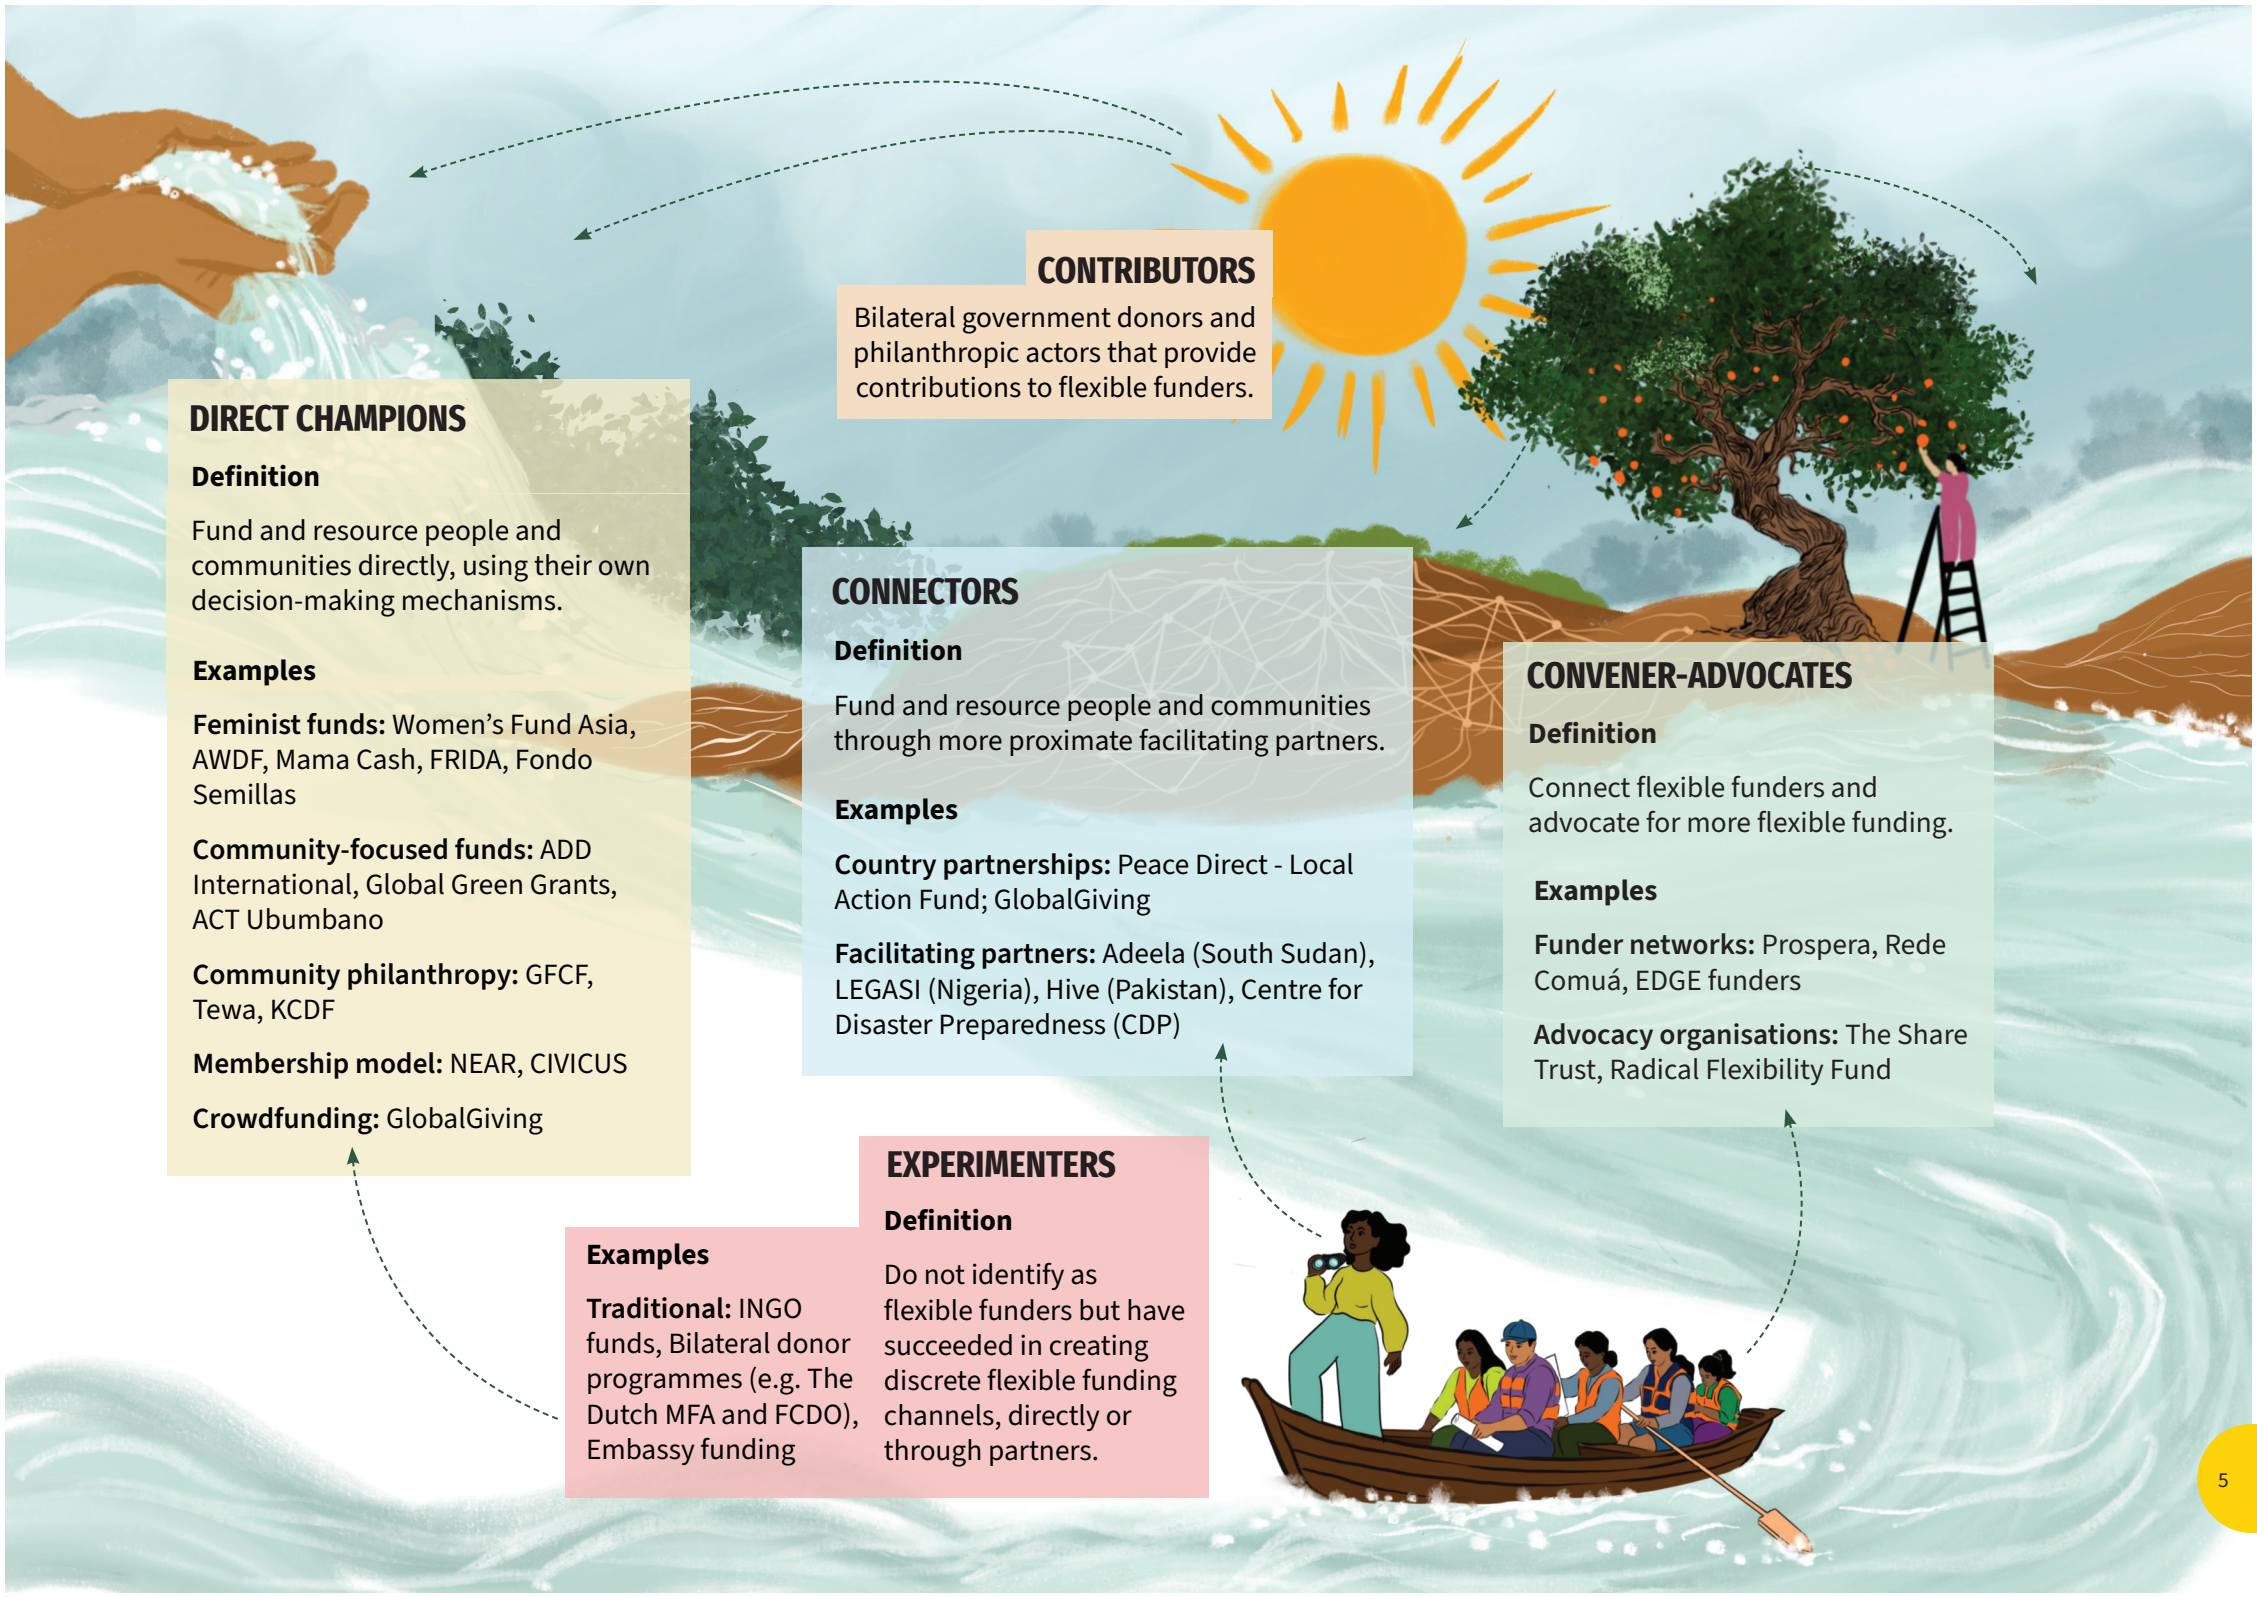 CONTRIBUTORS
Bilateral government donors and
philanthropic actors that provide
contributions to flexible funders.
DIRECT CHAMPIONS
Definition
Fund and resource people and
communities directly, using their own
decision-making mechanisms.
Examples
Feminist funds: Women’s Fund Asia,
AWDF, Mama Cash, FRIDA, Fondo
Semillas
Community-focused funds: ADD
International, Global Green Grants,
ACT Ubumbano
Community philanthropy: GFCF,
Tewa, KCDF
Membership model: NEAR, CIVICUS
Crowdfunding: GlobalGiving
CONNECTORS
Definition
Fund and resource people and communities
through more proximate facilitating partners.
Examples
Country partnerships: Peace Direct - Local
Action Fund; GlobalGiving
Facilitating partners: Adeela (South Sudan),
LEGASI (Nigeria), Hive (Pakistan), Centre for
Disaster Preparedness (CDP)
CONVENER-ADVOCATES
Definition
Connect flexible funders and
advocate for more flexible funding.
Examples
Funder networks: Prospera, Rede
Comuá, EDGE funders
Advocacy organisations: The Share
Trust, Radical Flexibility Fund
EXPERIMENTERS
Definition
Do not identify as
flexible funders but have
succeeded in creating
discrete flexible funding
channels, directly or
through partners.
Examples
Traditional: INGO
funds, Bilateral donor
programmes (e.g. The
Dutch MFA and FCDO),
Embassy funding
5